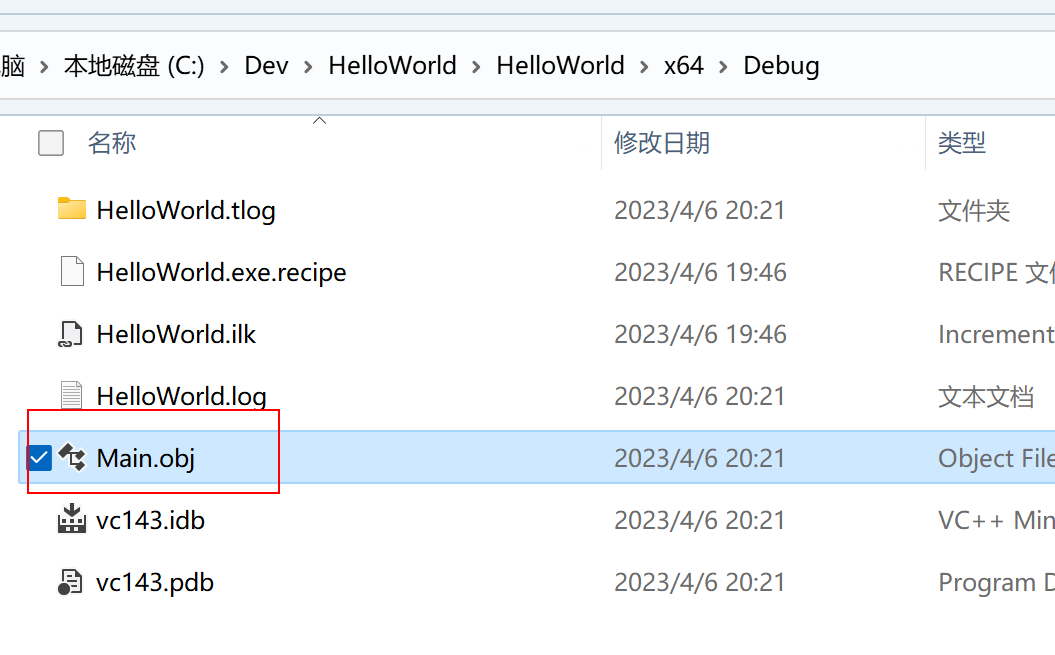 脑 › 本地磁盘 (C:) › Dev › HelloWorld › HelloWorld › x64 › Debug
名称 修改日期 类型
HelloWorld.tlog 2023/4/6 20:21 文件夹
HelloWorld.exe.recipe 2023/4/6 19:46 RECIPE 文件
HelloWorld.ilk 2023/4/6 19:46 Increment
HelloWorld.log 2023/4/6 20:21 文本文档
Main.obj 2023/4/6 20:21 Object File
vc143.idb 2023/4/6 20:21 VC++ Min
vc143.pdb 2023/4/6 20:21 Program D